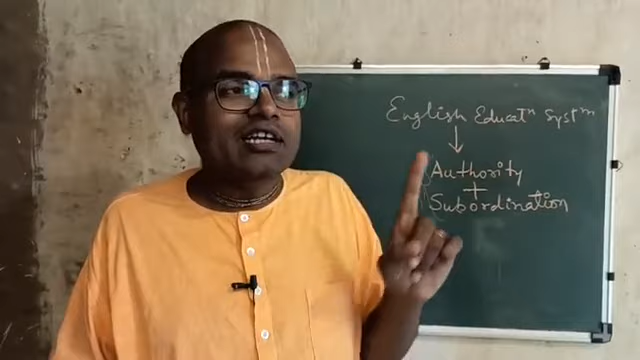 English Educatⁿ Systᵐ
↓
Authority
+
Subordination